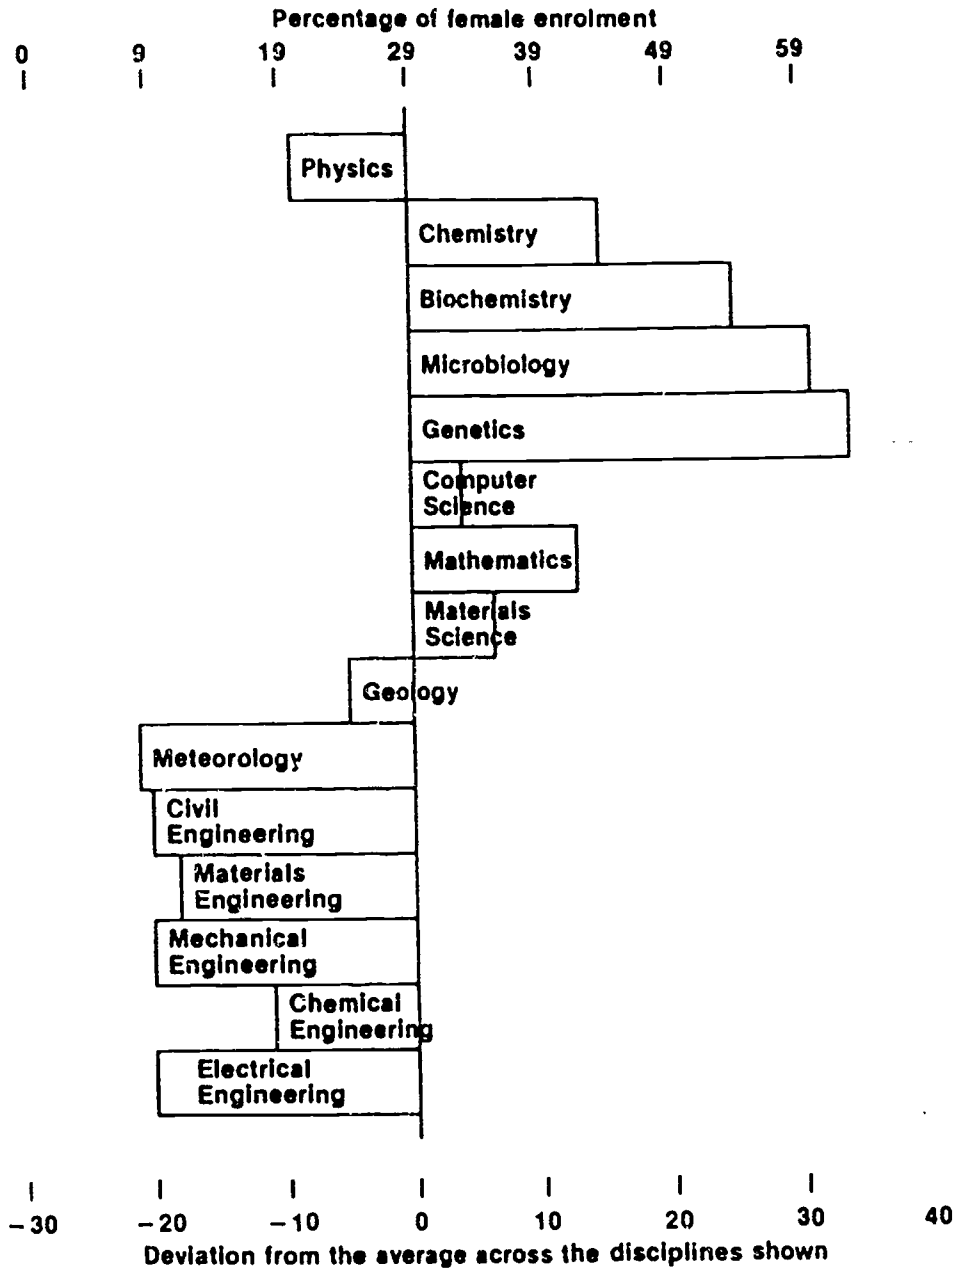 Percentage of female enrolment
0 9 19 29 39 49 59
Physics
Chemistry
Biochemistry
Microbiology
Genetics
Computer
Science
Mathematics
Materials
Science
Geology
Meteorology
Civil
Engineering
Materials
Engineering
Mechanical
Engineering
Chemical
Engineering
Electrical
Engineering
−30 −20 −10 0 10 20 30 40
Deviation from the average across the disciplines shown